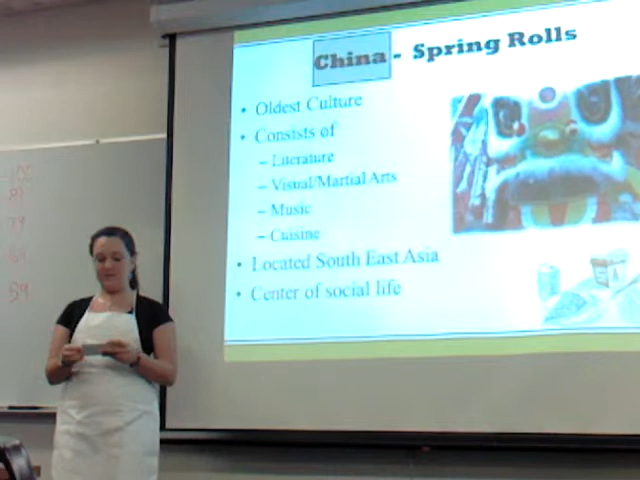 China - Spring Rolls
• Oldest Culture
• Consists of
– Literature
– Visual/Martial Arts
– Music
– Cuisine
• Located South East Asia
• Center of social life